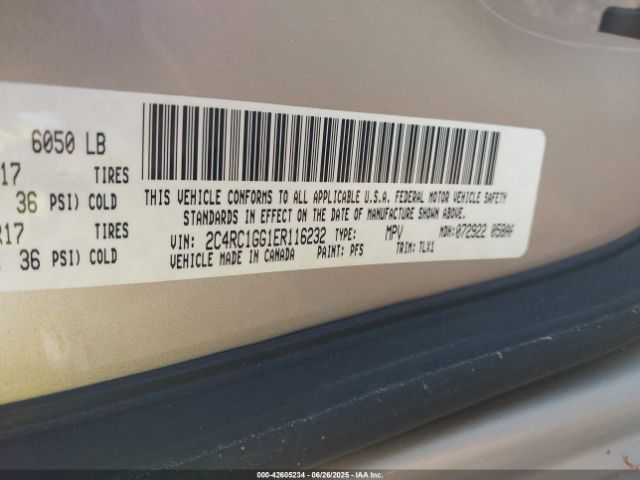 6050 LB
17 TIRES
36 PSI) COLD
R17 TIRES
36 PSI) COLD
THIS VEHICLE CONFORMS TO ALL APPLICABLE U.S.A. FEDERAL MOTOR VEHICLE SAFETY
STANDARDS IN EFFECT ON THE DATE OF MANUFACTURE SHOWN ABOVE.
VIN: 2C4RC1GG1ER116232 TYPE: MPV MDH: 072922 058AG
VEHICLE MADE IN CANADA PAINT: PFS TRIM: TLX1
000-42605234 | 06/26/2025 | IAA Inc.